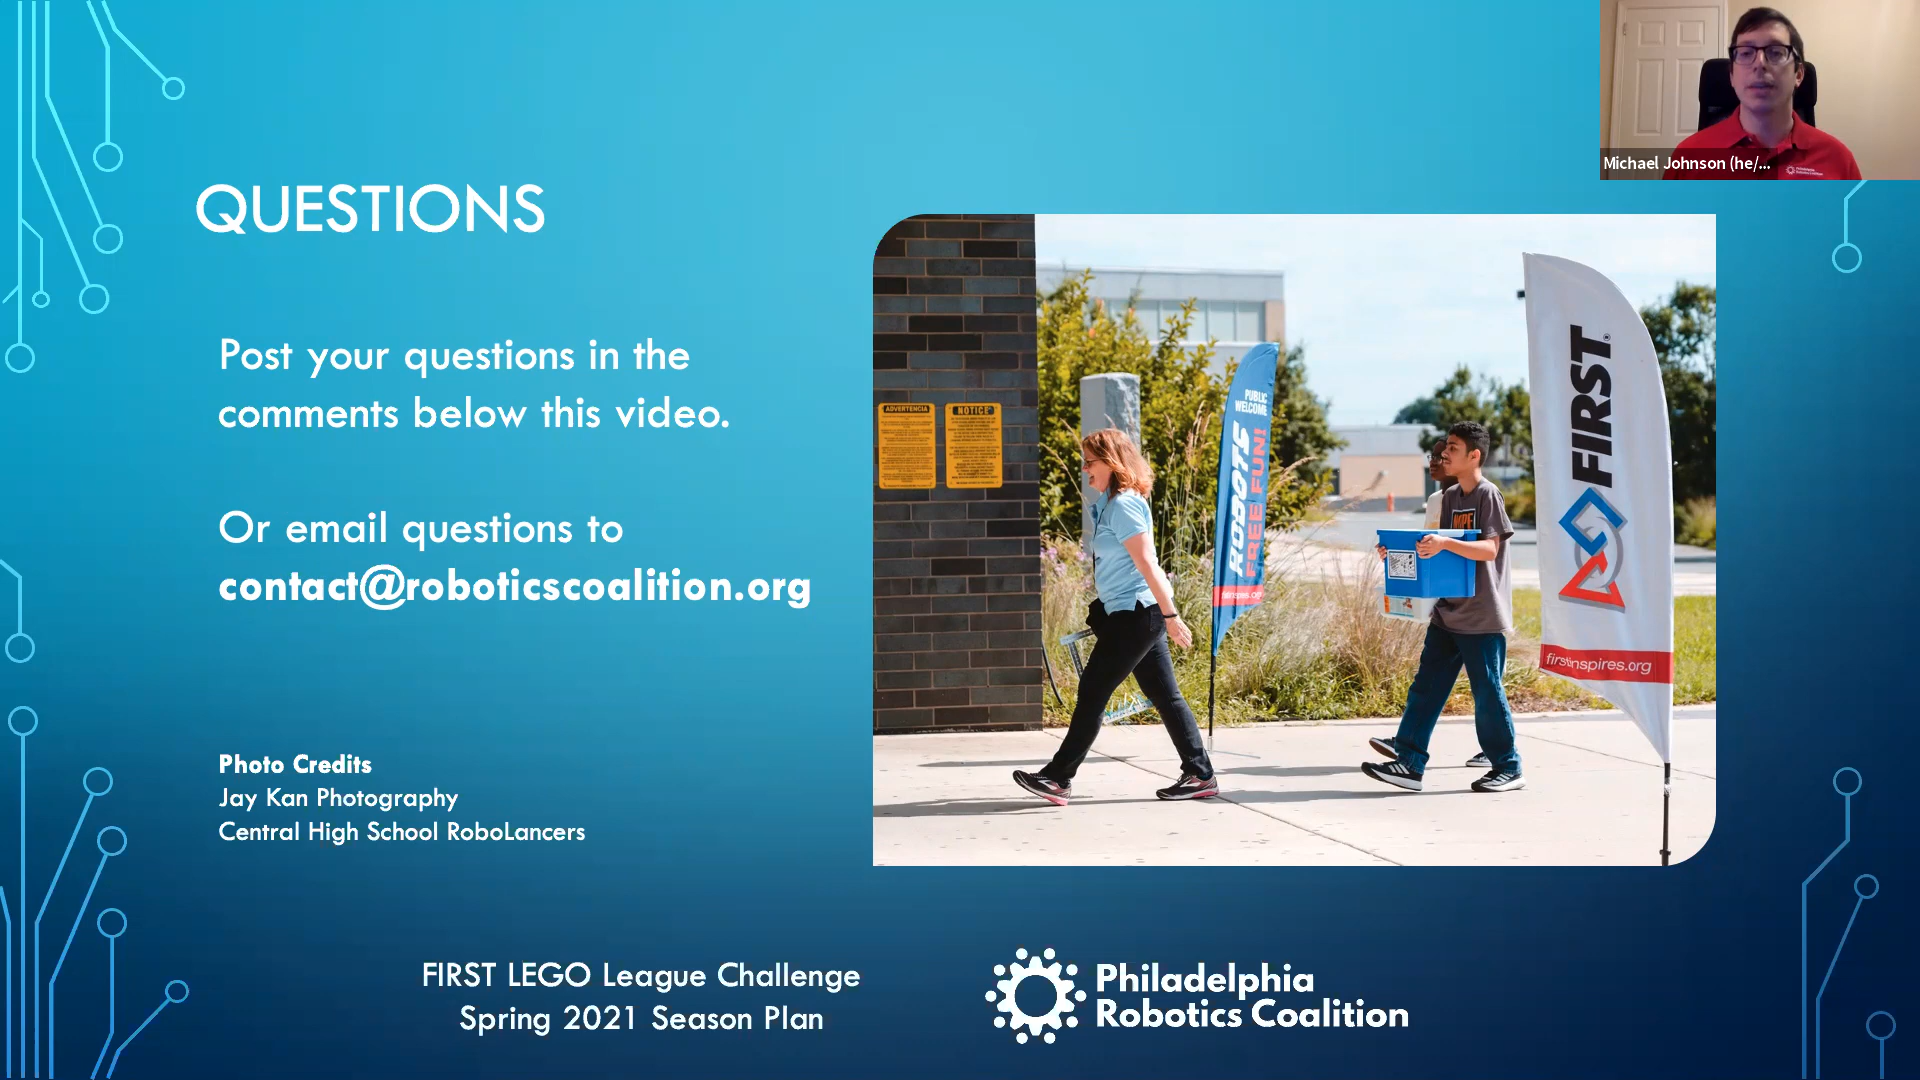 Michael Johnson (he/...
QUESTIONS
Post your questions in the
comments below this video.
Or email questions to
contact@roboticscoalition.org
Photo Credits
Jay Kan Photography
Central High School RoboLancers
ADVERTENCIA
NOTICE
PUBLIC
WELCOME
ROBOTS
FREE FUN!
firstinspires.org
FIRST
firstinspires.org
FIRST LEGO League Challenge
Spring 2021 Season Plan
Philadelphia
Robotics Coalition